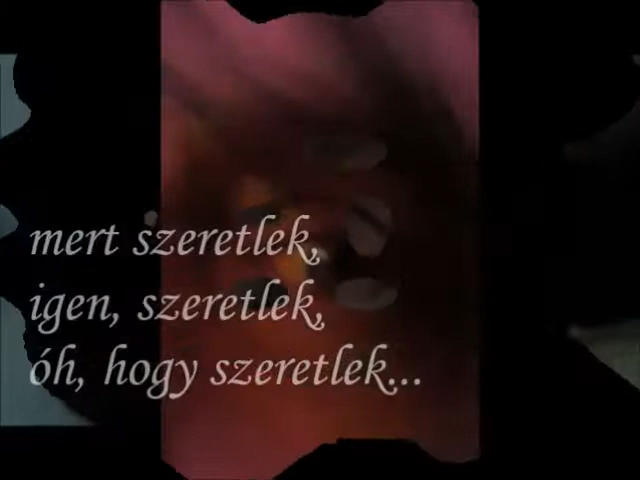 mert szeretlek,
igen, szeretlek,
óh, hogy szeretlek...